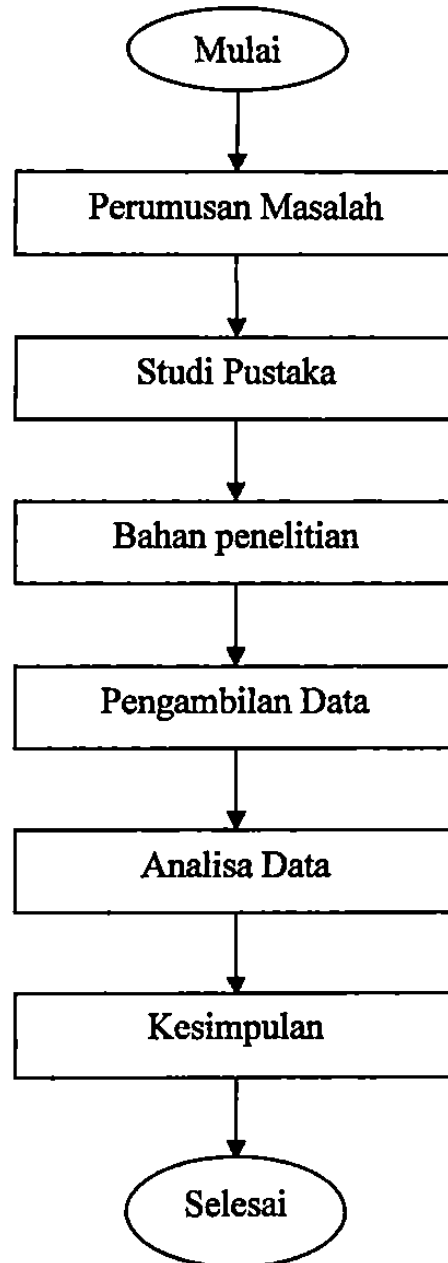 Mulai
Perumusan Masalah
Studi Pustaka
Bahan penelitian
Pengambilan Data
Analisa Data
Kesimpulan
Selesai